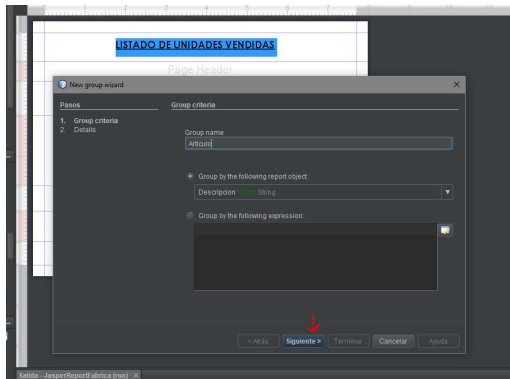 LISTADO DE UNIDADES VENDIDAS
Page Header
New group wizard
Pasos
Group criteria
1. Group criteria
2. Details
Group name
Articulo
Group by the following report object:
Descripcion String
Group by the following expression:
< Atrás Siguiente > Terminar Cancelar Ayuda
Salida - JasperReportFabrica (run)